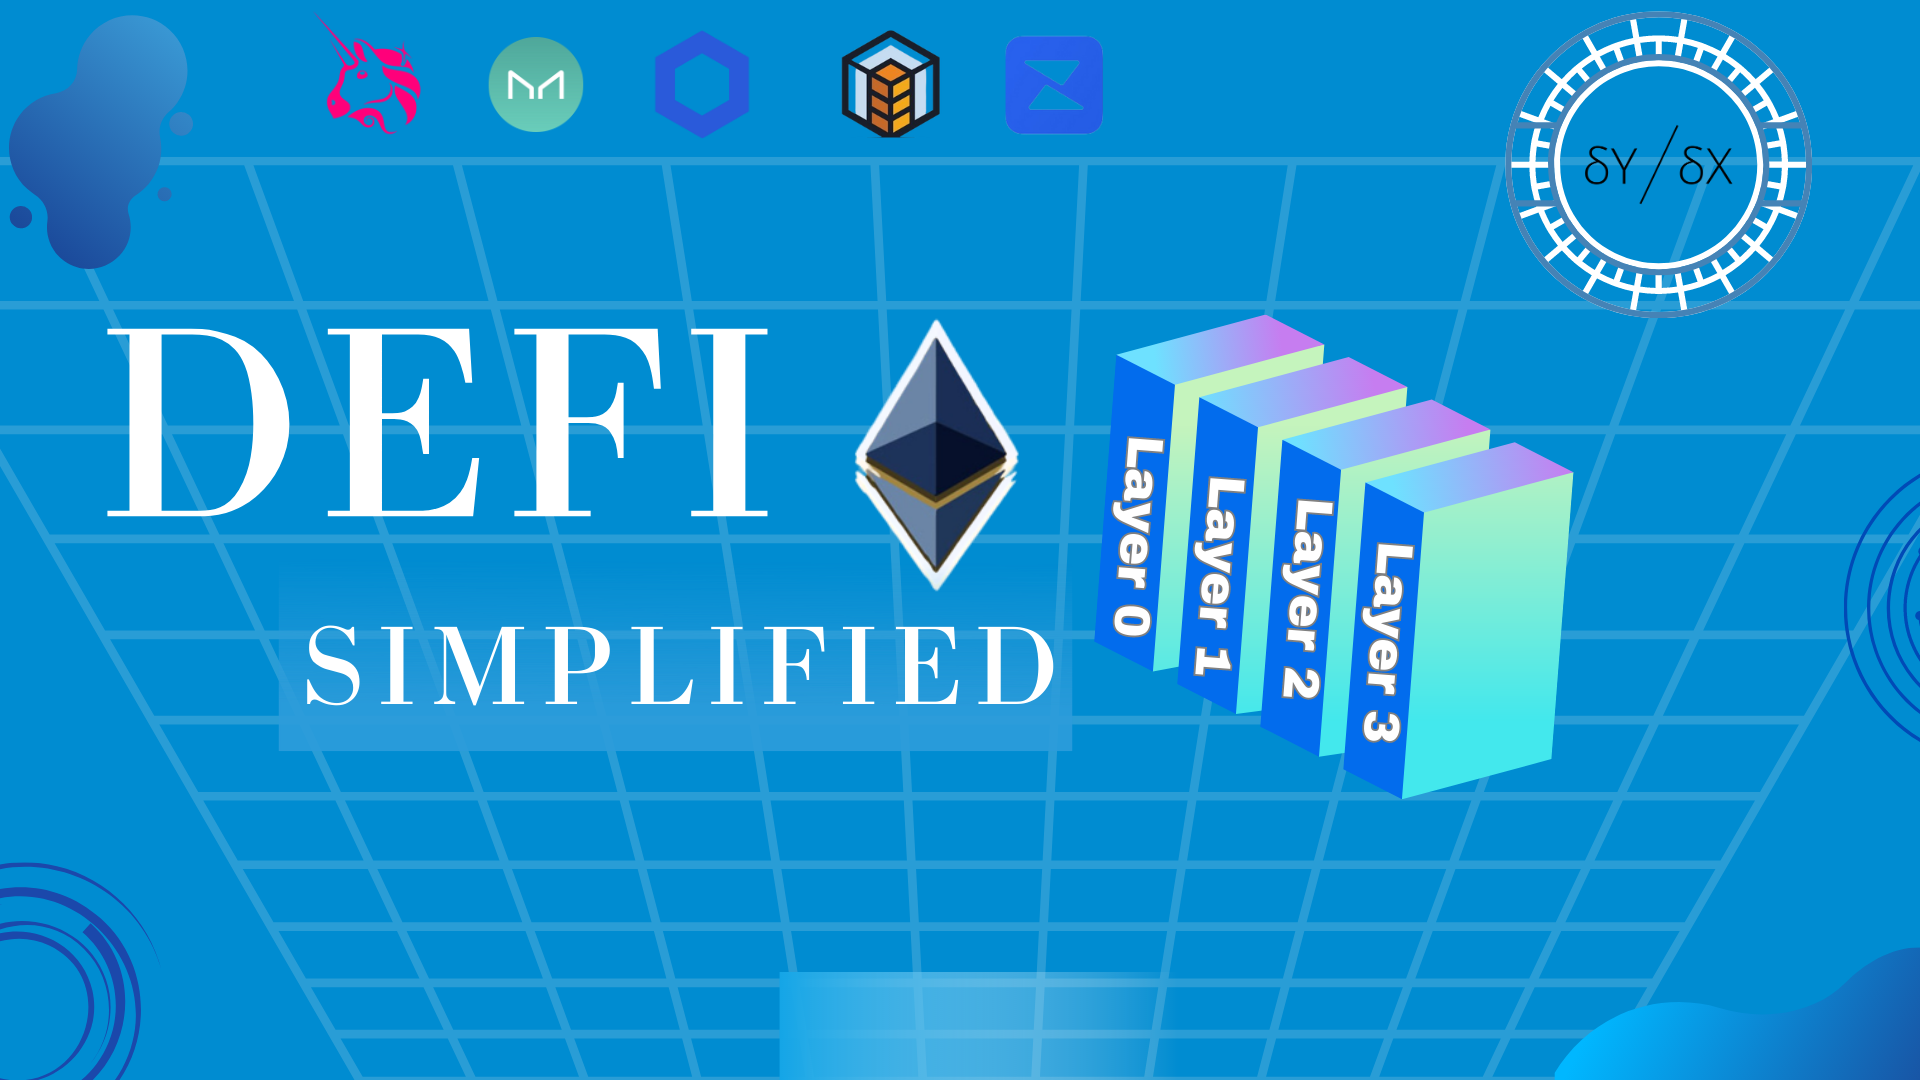 δY/δX
DEFI
SIMPLIFIED
Layer 0
Layer 1
Layer 2
Layer 3